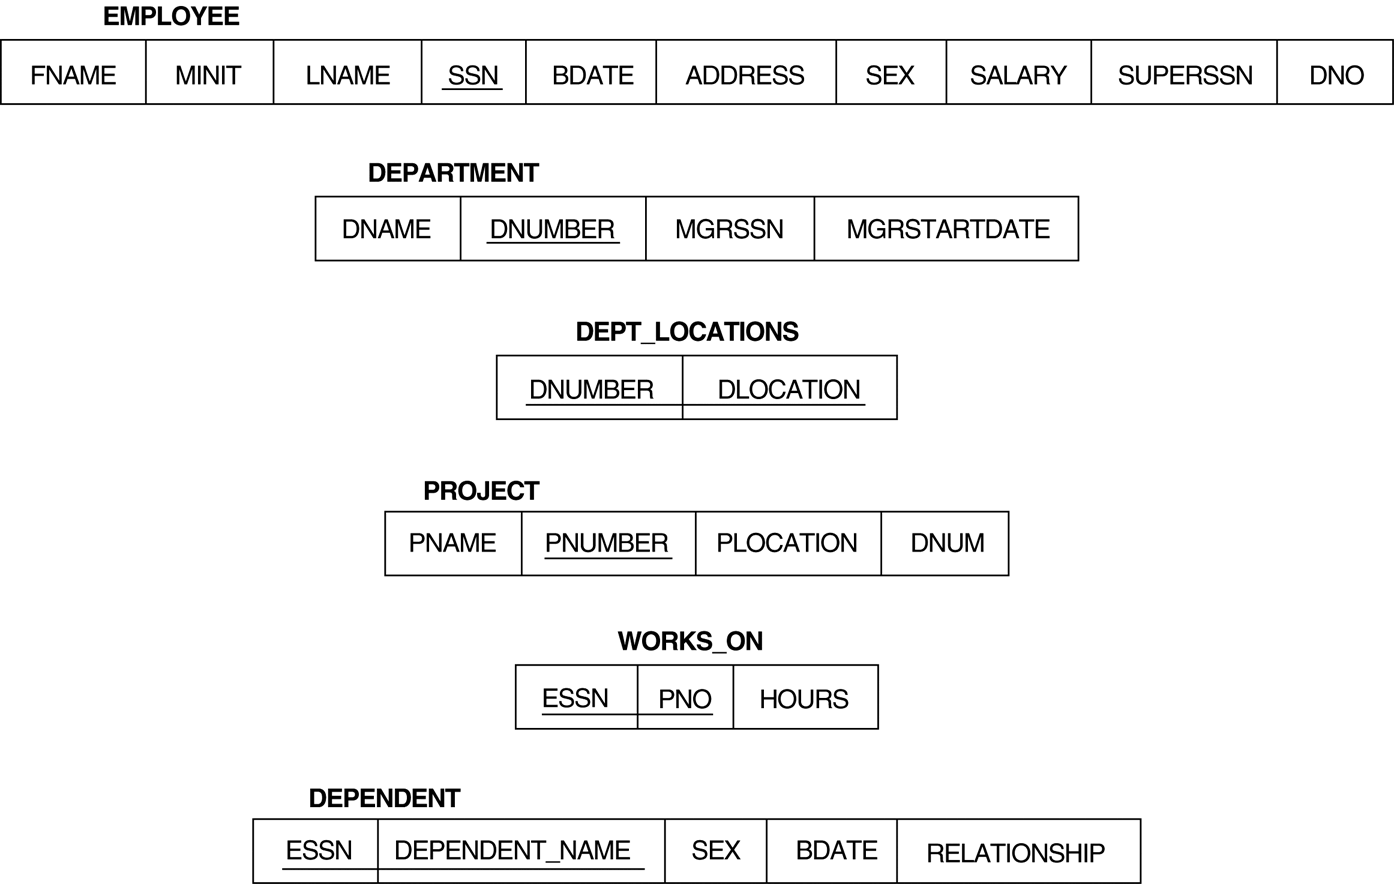 EMPLOYEE
FNAME MINIT LNAME SSN BDATE ADDRESS SEX SALARY SUPERSSN DNO
DEPARTMENT
DNAME DNUMBER MGRSSN MGRSTARTDATE
DEPT_LOCATIONS
DNUMBER DLOCATION
PROJECT
PNAME PNUMBER PLOCATION DNUM
WORKS_ON
ESSN PNO HOURS
DEPENDENT
ESSN DEPENDENT_NAME SEX BDATE RELATIONSHIP